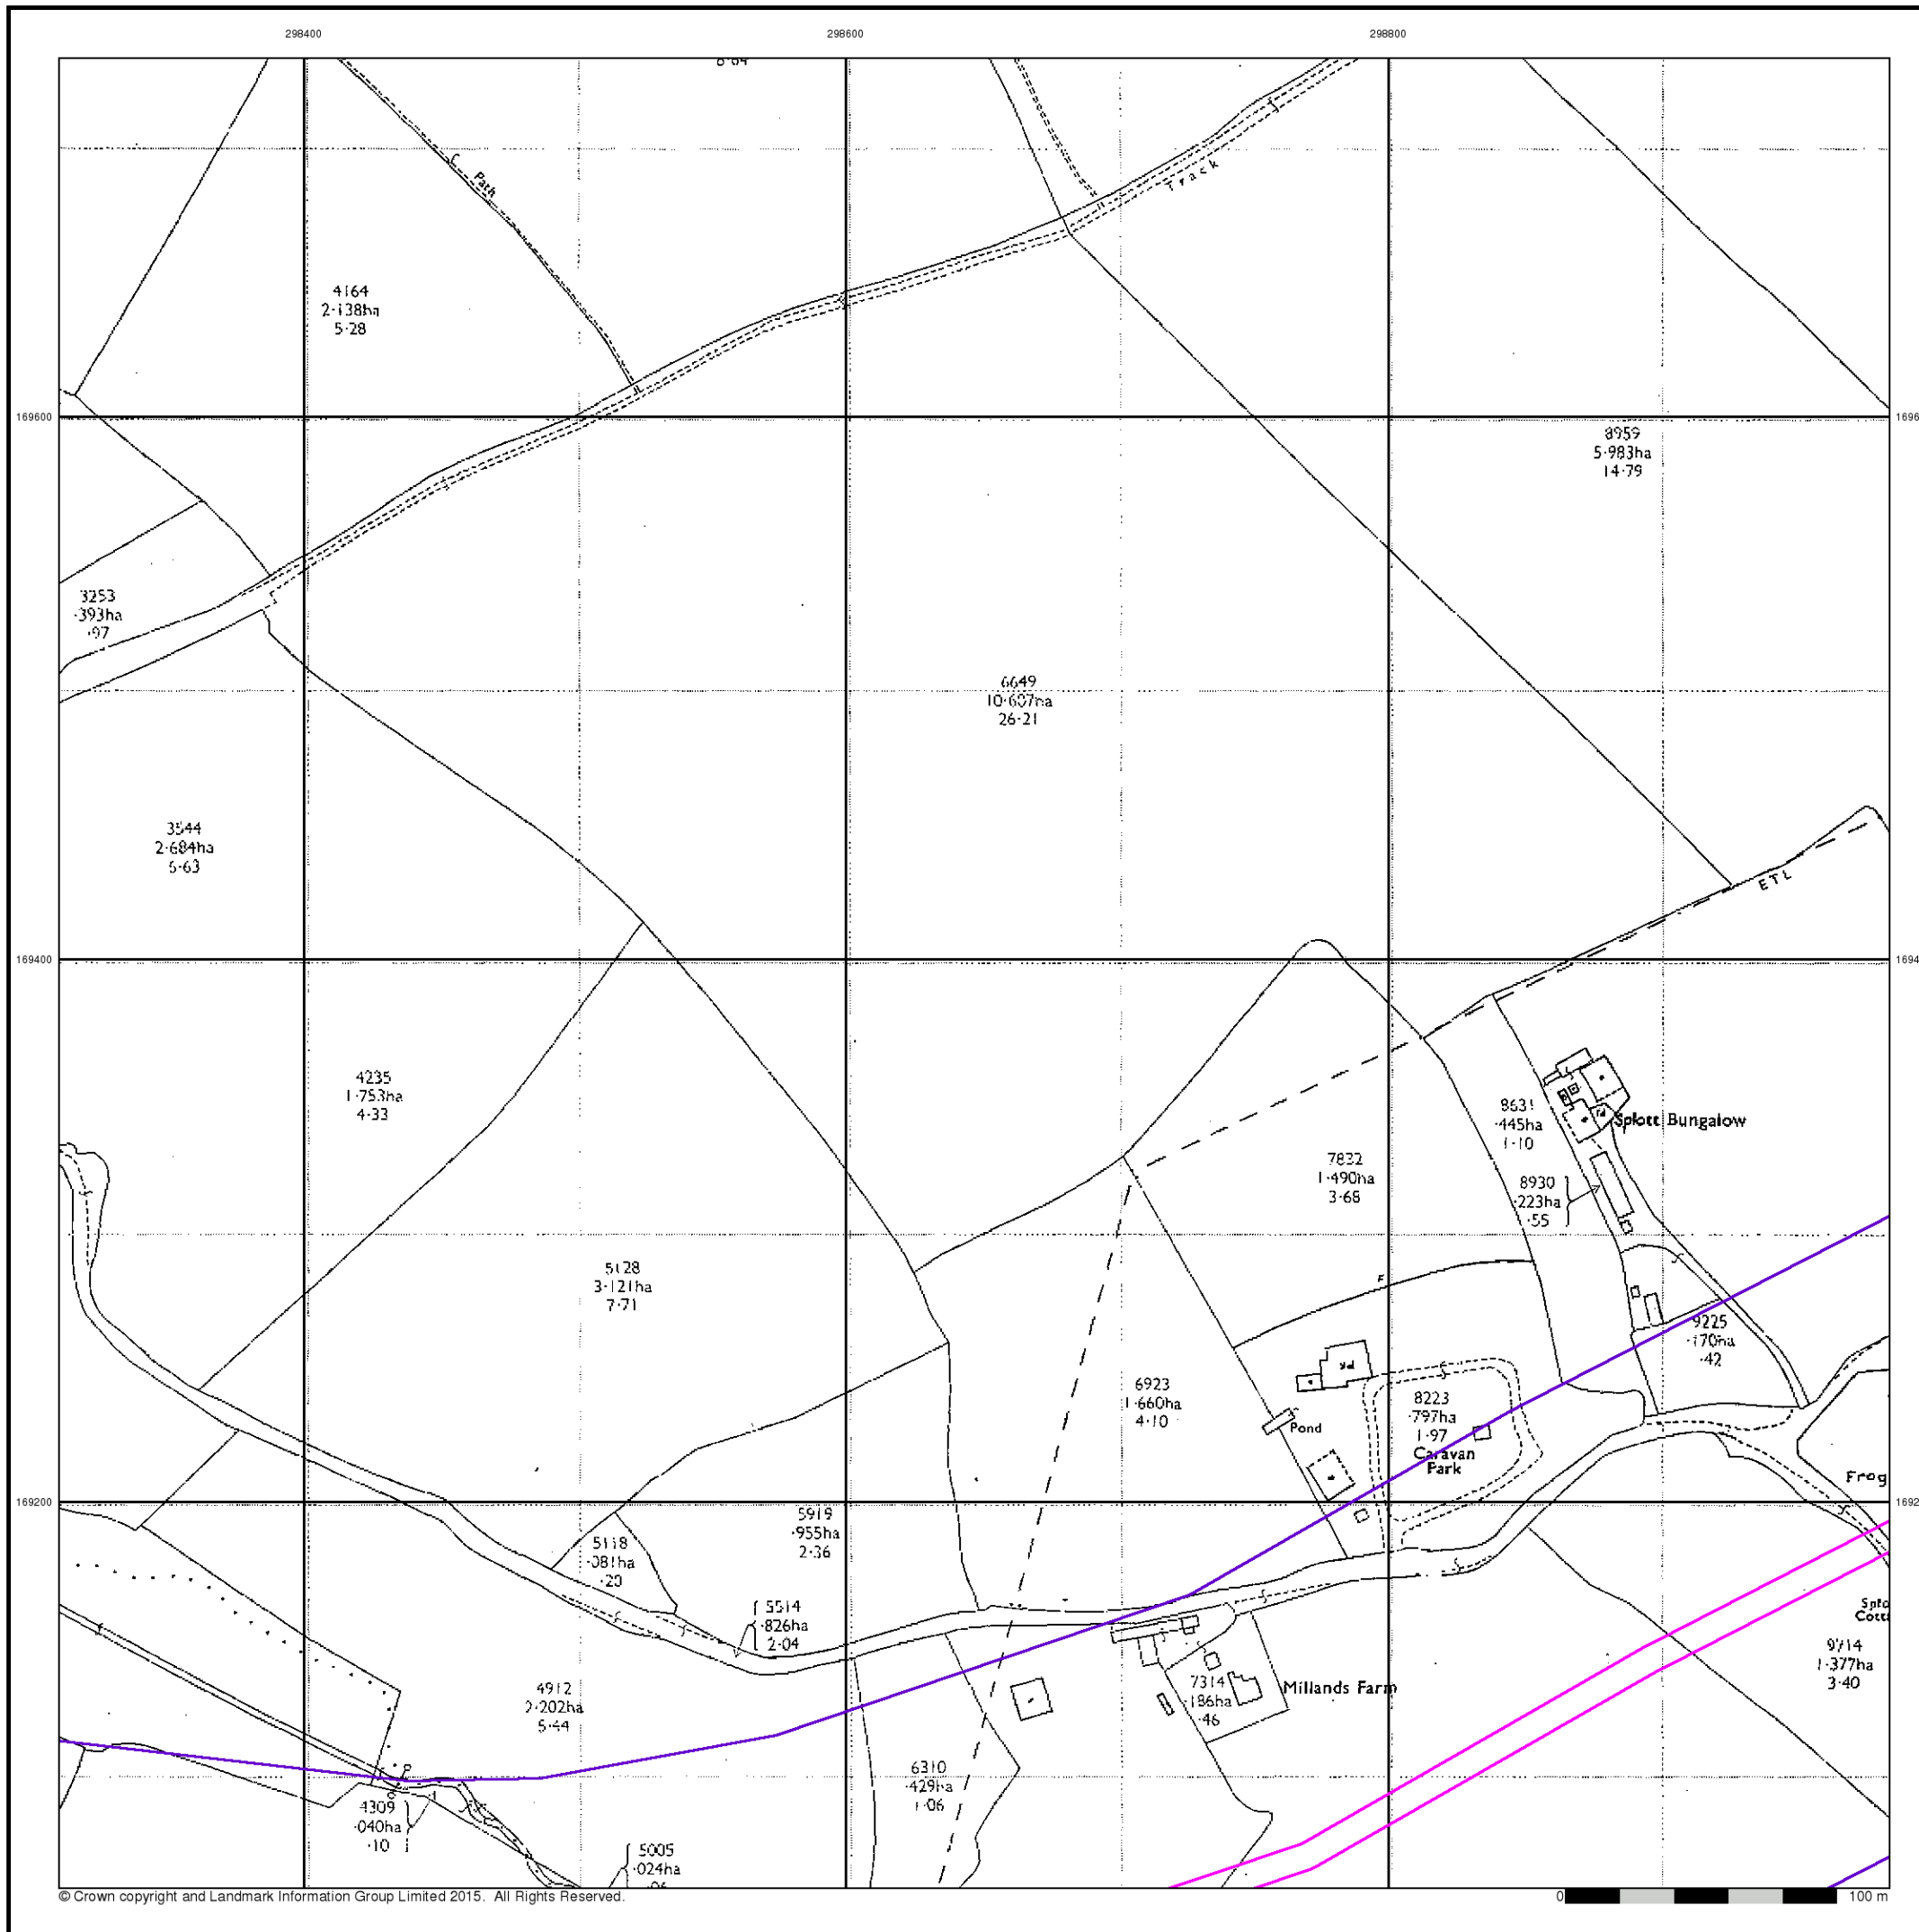 298400
298600
298800
Path
Track
4164
2·138ha
5·28
169600
8959
5·983ha
14·79
3253
·393ha
·97
6649
10·607ha
26·21
3544
2·684ha
6·63
ETL
169400
4235
1·753ha
4·33
8631
·445ha
1·10
Splott Bungalow
7832
1·490ha
3·68
8930
·223ha
·55
5128
3·121ha
7·71
F
9225
·170ha
·42
6923
1·660ha
4·10
8223
·797ha
1·97
Caravan
Park
Pond
Frog
169200
5919
·955ha
2·36
5118
·081ha
·20
5514
·826ha
2·04
9714
1·377ha
3·40
4912
2·202ha
5·44
7314
·186ha
·46
Millands Farm
6310
·429ha
1·06
4309
·040ha
·10
5005
·024ha
© Crown copyright and Landmark Information Group Limited 2015. All Rights Reserved.
0
100 m